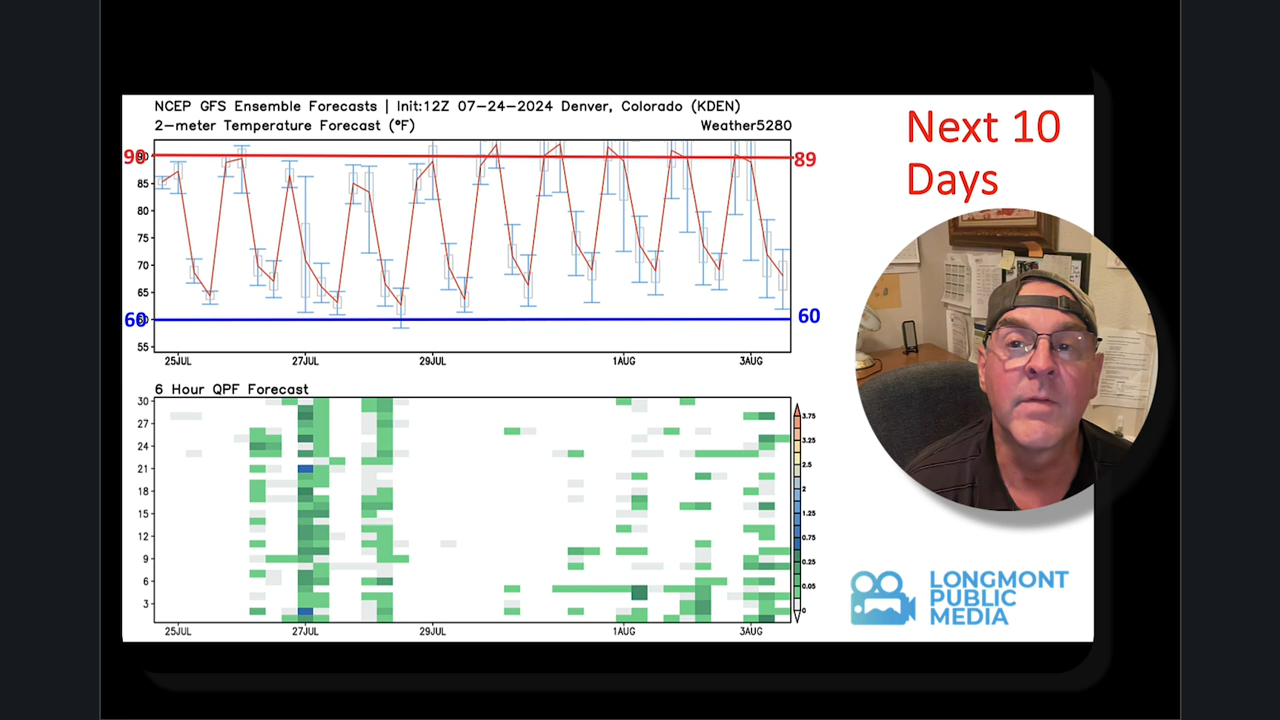 NCEP GFS Ensemble Forecasts | Init:12Z 07-24-2024 Denver, Colorado (KDEN)
2-meter Temperature Forecast (°F)
Weather5280
Next 10
Days
90
90
89
85
80
75
70
65
60
60
60
55
25JUL
27JUL
29JUL
1AUG
3AUG
6 Hour QPF Forecast
30
27
24
21
18
15
12
9
6
3
3.75
3.25
2.5
2
1.25
0.75
0.25
0.05
0
25JUL
27JUL
29JUL
1AUG
3AUG
LONGMONT
PUBLIC
MEDIA